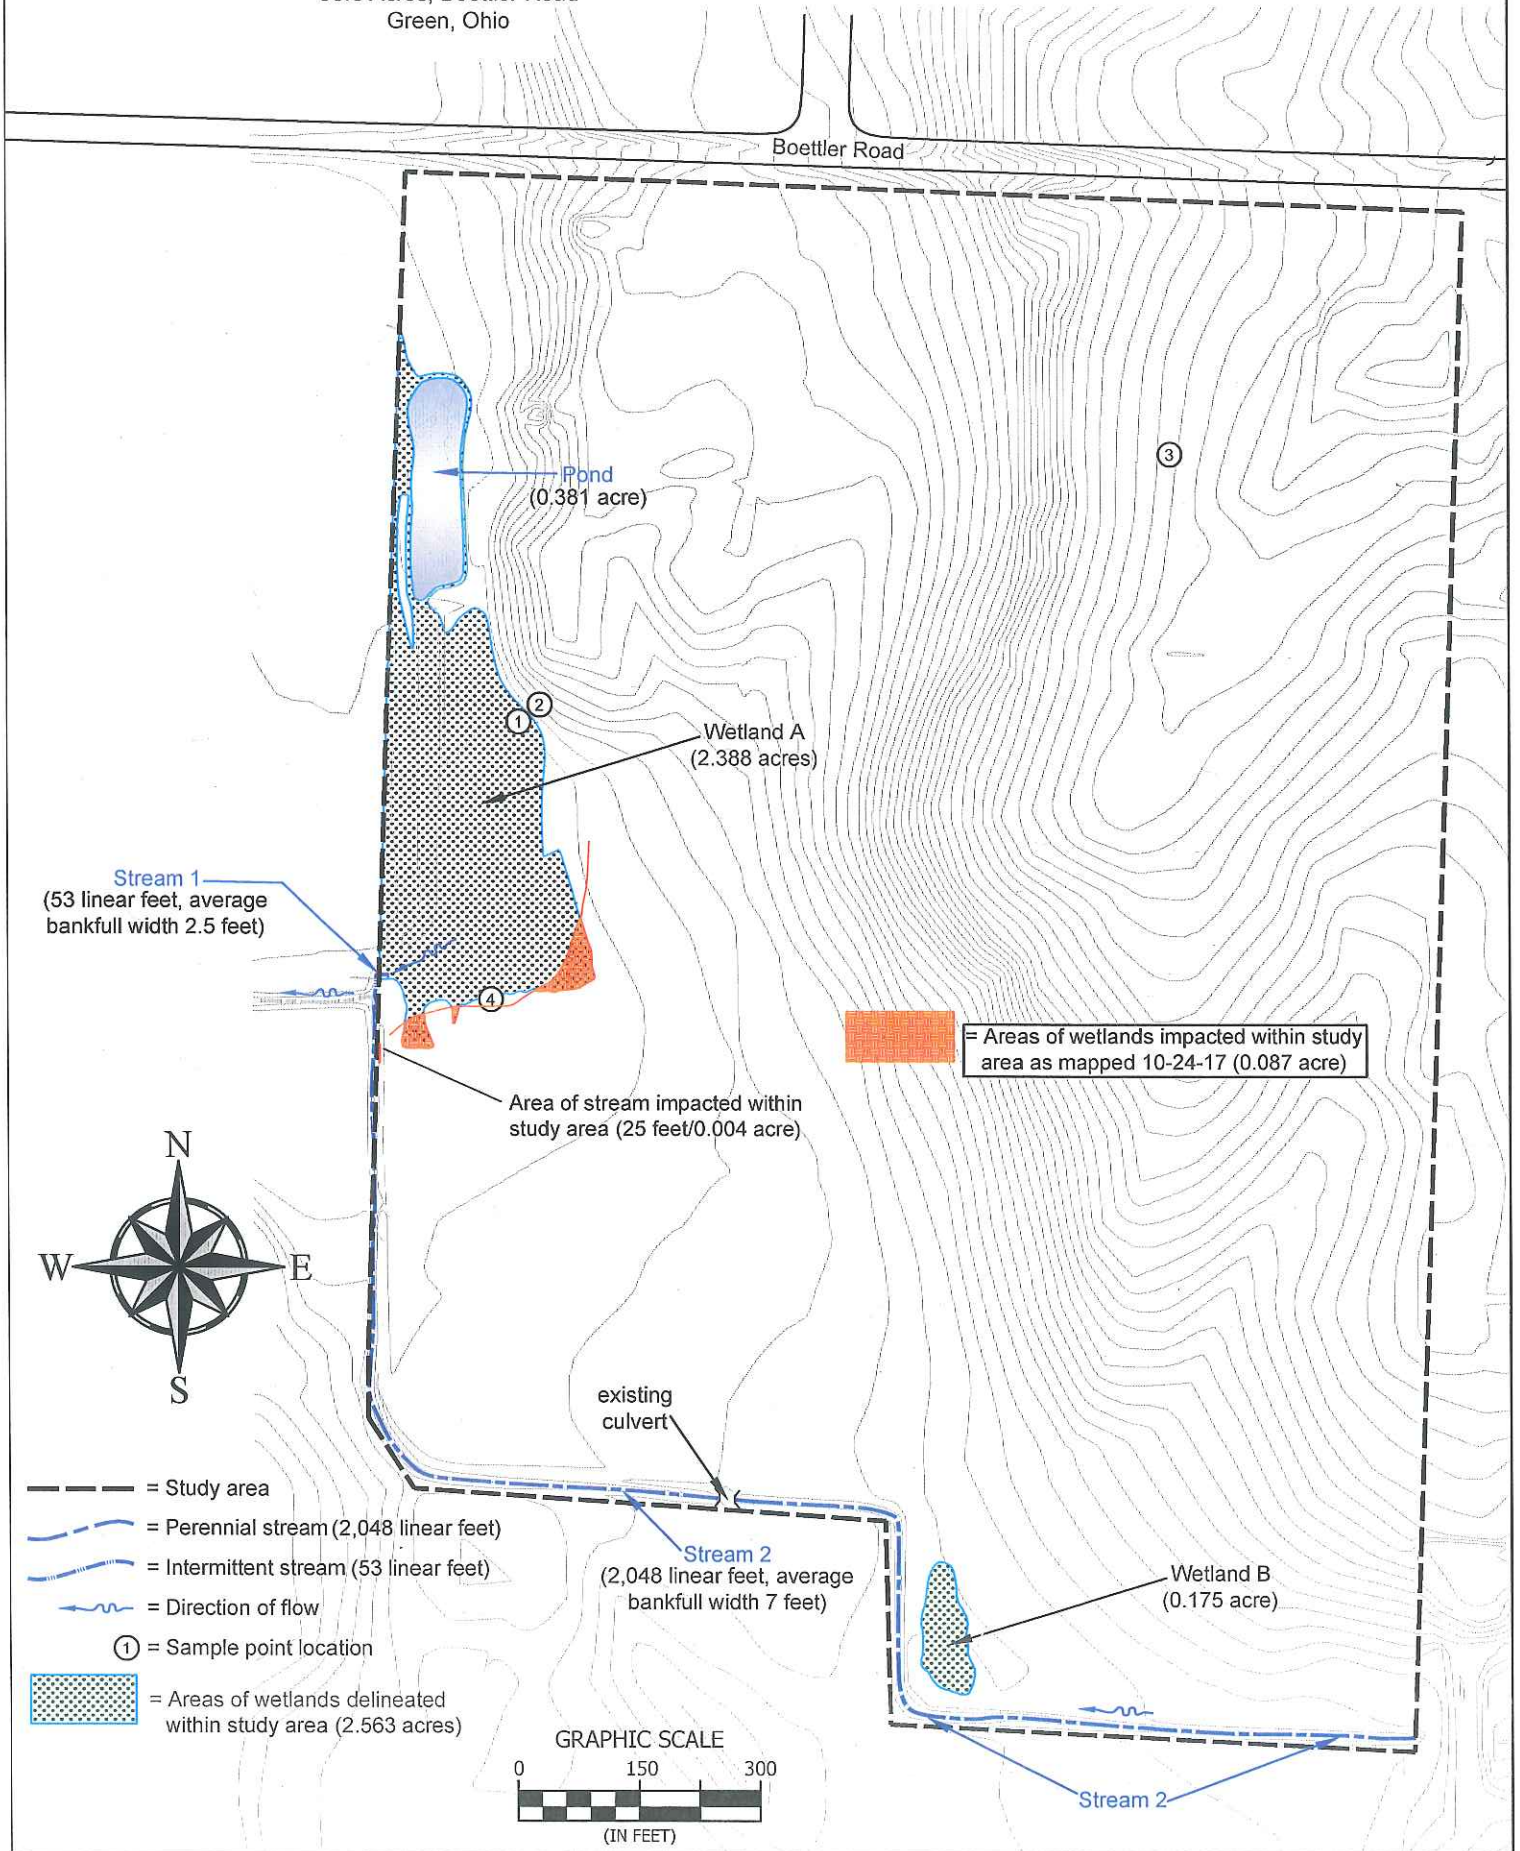 Green, Ohio
Boettler Road
3
Pond
(0.381 acre)
2
1
Wetland A
(2.388 acres)
Stream 1
(53 linear feet, average
bankfull width 2.5 feet)
4
= Areas of wetlands impacted within study
area as mapped 10-24-17 (0.087 acre)
Area of stream impacted within
study area (25 feet/0.004 acre)
N
W
E
S
existing
culvert
= Study area
= Perennial stream (2,048 linear feet)
= Intermittent stream (53 linear feet)
= Direction of flow
1 = Sample point location
= Areas of wetlands delineated
within study area (2.563 acres)
Stream 2
(2,048 linear feet, average
bankfull width 7 feet)
Wetland B
(0.175 acre)
GRAPHIC SCALE
0 150 300
(IN FEET)
Stream 2